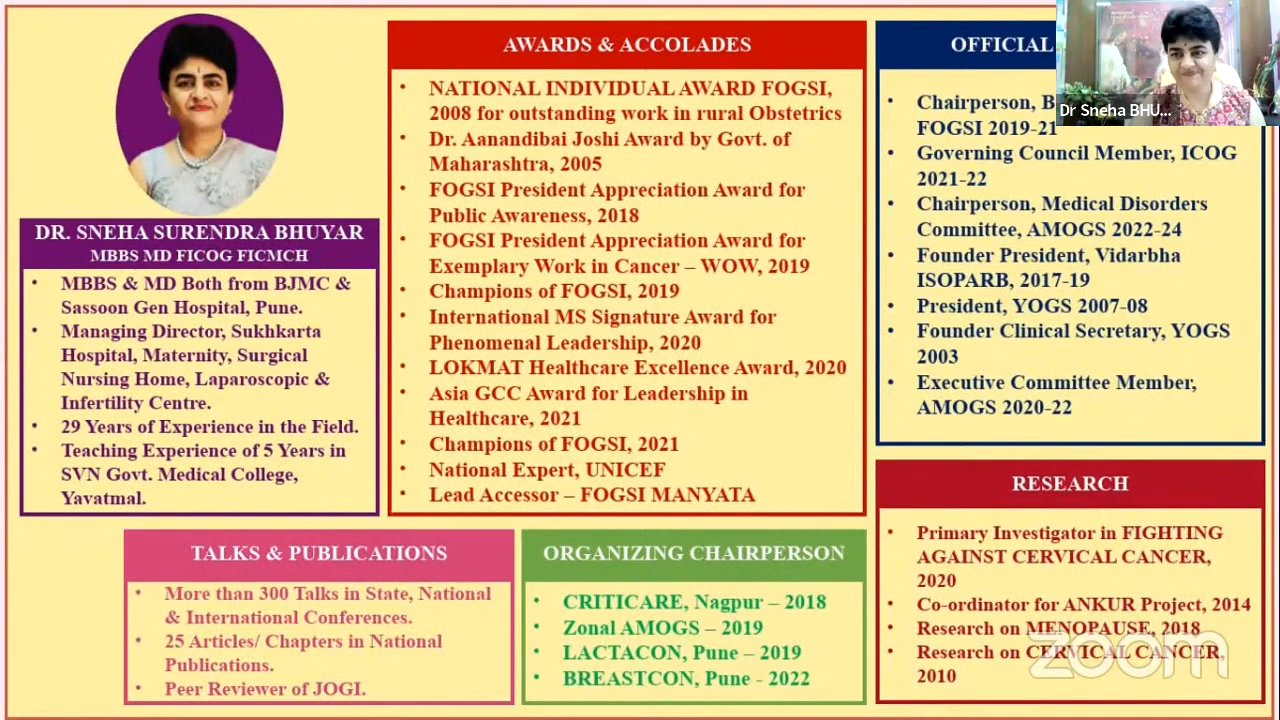 DR. SNEHA SURENDRA BHUYAR
MBBS MD FICOG FICMCH
• MBBS & MD Both from BJMC &
Sassoon Gen Hospital, Pune.
• Managing Director, Sukhkarta
Hospital, Maternity, Surgical
Nursing Home, Laparoscopic &
Infertility Centre.
• 29 Years of Experience in the Field.
• Teaching Experience of 5 Years in
SVN Govt. Medical College,
Yavatmal.
AWARDS & ACCOLADES
• NATIONAL INDIVIDUAL AWARD FOGSI,
2008 for outstanding work in rural Obstetrics
• Dr. Aanandibai Joshi Award by Govt. of
Maharashtra, 2005
• FOGSI President Appreciation Award for
Public Awareness, 2018
• FOGSI President Appreciation Award for
Exemplary Work in Cancer – WOW, 2019
• Champions of FOGSI, 2019
• International MS Signature Award for
Phenomenal Leadership, 2020
• LOKMAT Healthcare Excellence Award, 2020
• Asia GCC Award for Leadership in
Healthcare, 2021
• Champions of FOGSI, 2021
• National Expert, UNICEF
• Lead Accessor – FOGSI MANYATA
OFFICIAL
• Chairperson, B
FOGSI 2019-21
• Governing Council Member, ICOG
2021-22
• Chairperson, Medical Disorders
Committee, AMOGS 2022-24
• Founder President, Vidarbha
ISOPARB, 2017-19
• President, YOGS 2007-08
• Founder Clinical Secretary, YOGS
2003
• Executive Committee Member,
AMOGS 2020-22
Dr Sneha BHU...
TALKS & PUBLICATIONS
• More than 300 Talks in State, National
& International Conferences.
• 25 Articles/ Chapters in National
Publications.
• Peer Reviewer of JOGI.
ORGANIZING CHAIRPERSON
• CRITICARE, Nagpur – 2018
• Zonal AMOGS – 2019
• LACTACON, Pune – 2019
• BREASTCON, Pune - 2022
RESEARCH
• Primary Investigator in FIGHTING
AGAINST CERVICAL CANCER,
2020
• Co-ordinator for ANKUR Project, 2014
• Research on MENOPAUSE, 2018
• Research on CERVICAL CANCER,
2010
zoom